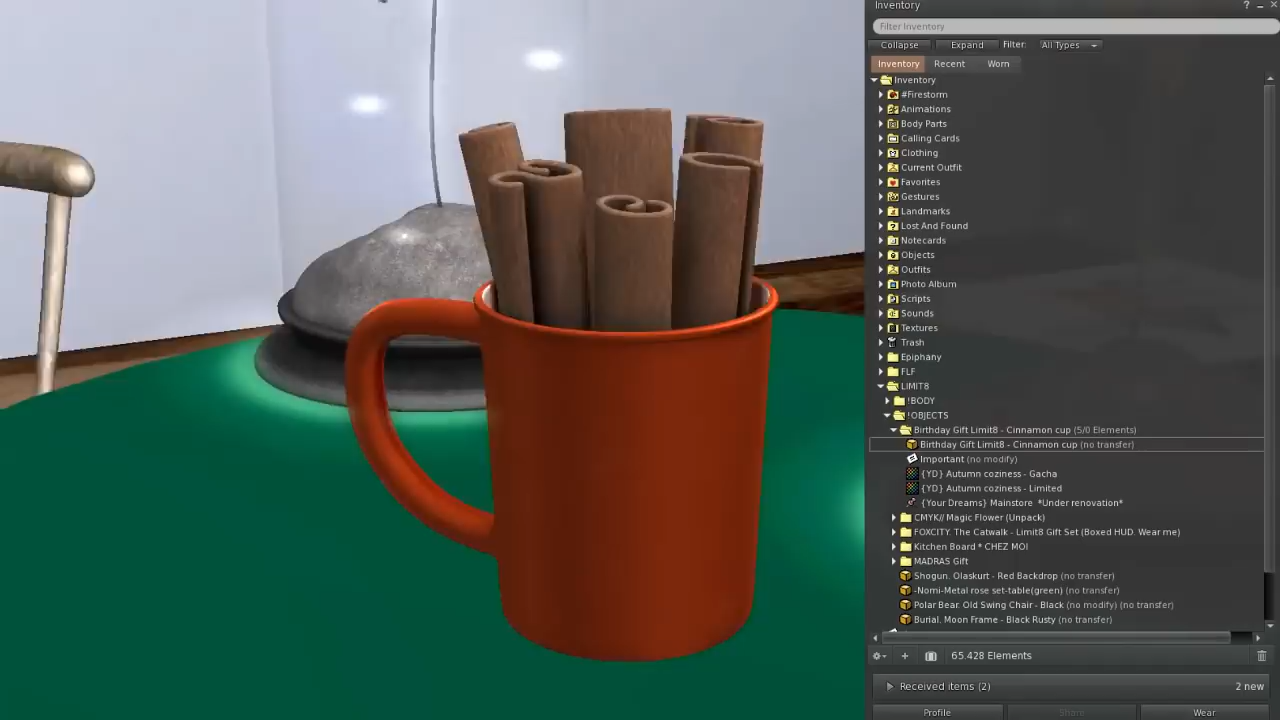 Inventory
? _ ×
Filter Inventory
Collapse Expand Filter: All Types
Inventory Recent Worn
Inventory
#Firestorm
Animations
Body Parts
Calling Cards
Clothing
Current Outfit
Favorites
Gestures
Landmarks
Lost And Found
Notecards
Objects
Outfits
Photo Album
Scripts
Sounds
Textures
Trash
Epiphany
FLF
LIMIT8
!BODY
!OBJECTS
Birthday Gift Limit8 - Cinnamon cup (5/0 Elements)
Birthday Gift Limit8 - Cinnamon cup (no transfer)
Important (no modify)
{YD} Autumn coziness - Gacha
{YD} Autumn coziness - Limited
{Your Dreams} Mainstore *Under renovation*
CMYK// Magic Flower (Unpack)
FOXCITY. The Catwalk - Limit8 Gift Set (Boxed HUD. Wear me)
Kitchen Board * CHEZ MOI
MADRAS Gift
Shogun. Olaskurt - Red Backdrop (no transfer)
-Nomi-Metal rose set-table(green) (no transfer)
Polar Bear. Old Swing Chair - Black (no modify) (no transfer)
Burial. Moon Frame - Black Rusty (no transfer)
+ 65.428 Elements
Received items (2) 2 new
Profile Share Wear